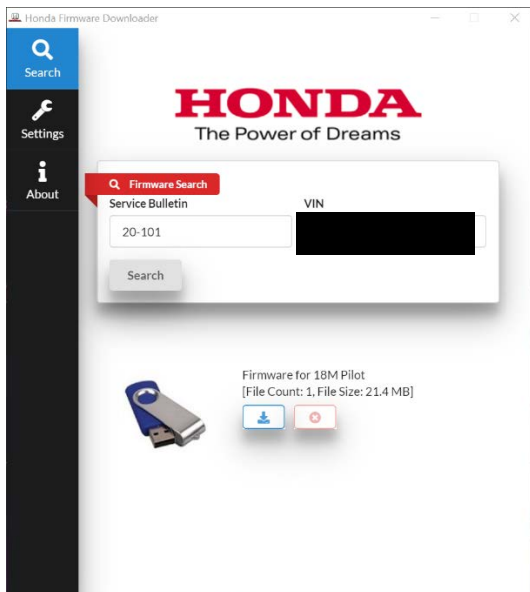 Honda Firmware Downloader
Search
Settings
About
HONDA
The Power of Dreams
Firmware Search
Service Bulletin
VIN
20-101
Search
Firmware for 18M Pilot
[File Count: 1, File Size: 21.4 MB]